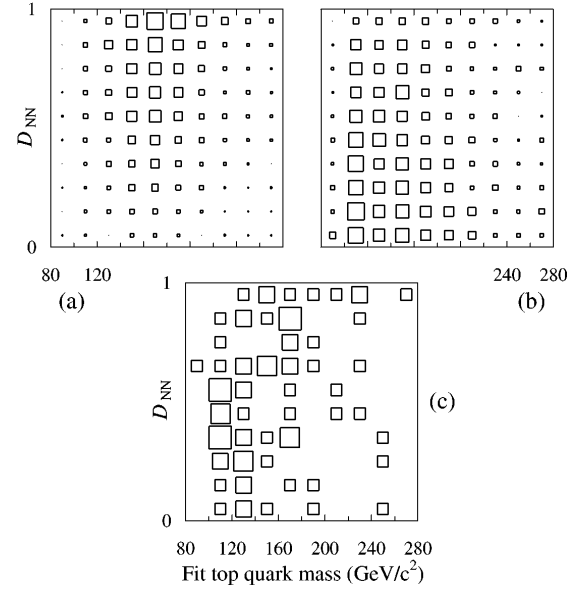 1
D_NN
0
80 120
240 280
(a)
(b)
1
D_NN
(c)
0
80 120 160 200 240 280
Fit top quark mass (GeV/c²)